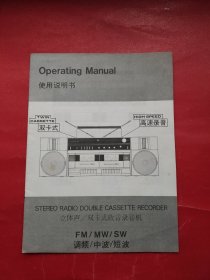 Operating Manual
使用说明书
TWIN
CASSETTE
双卡式
HIGH SPEED
高速录音
STEREO RADIO DOUBLE CASSETTE RECORDER
立体声／双卡式收音录音机
FM/MW/SW
调频/中波/短波